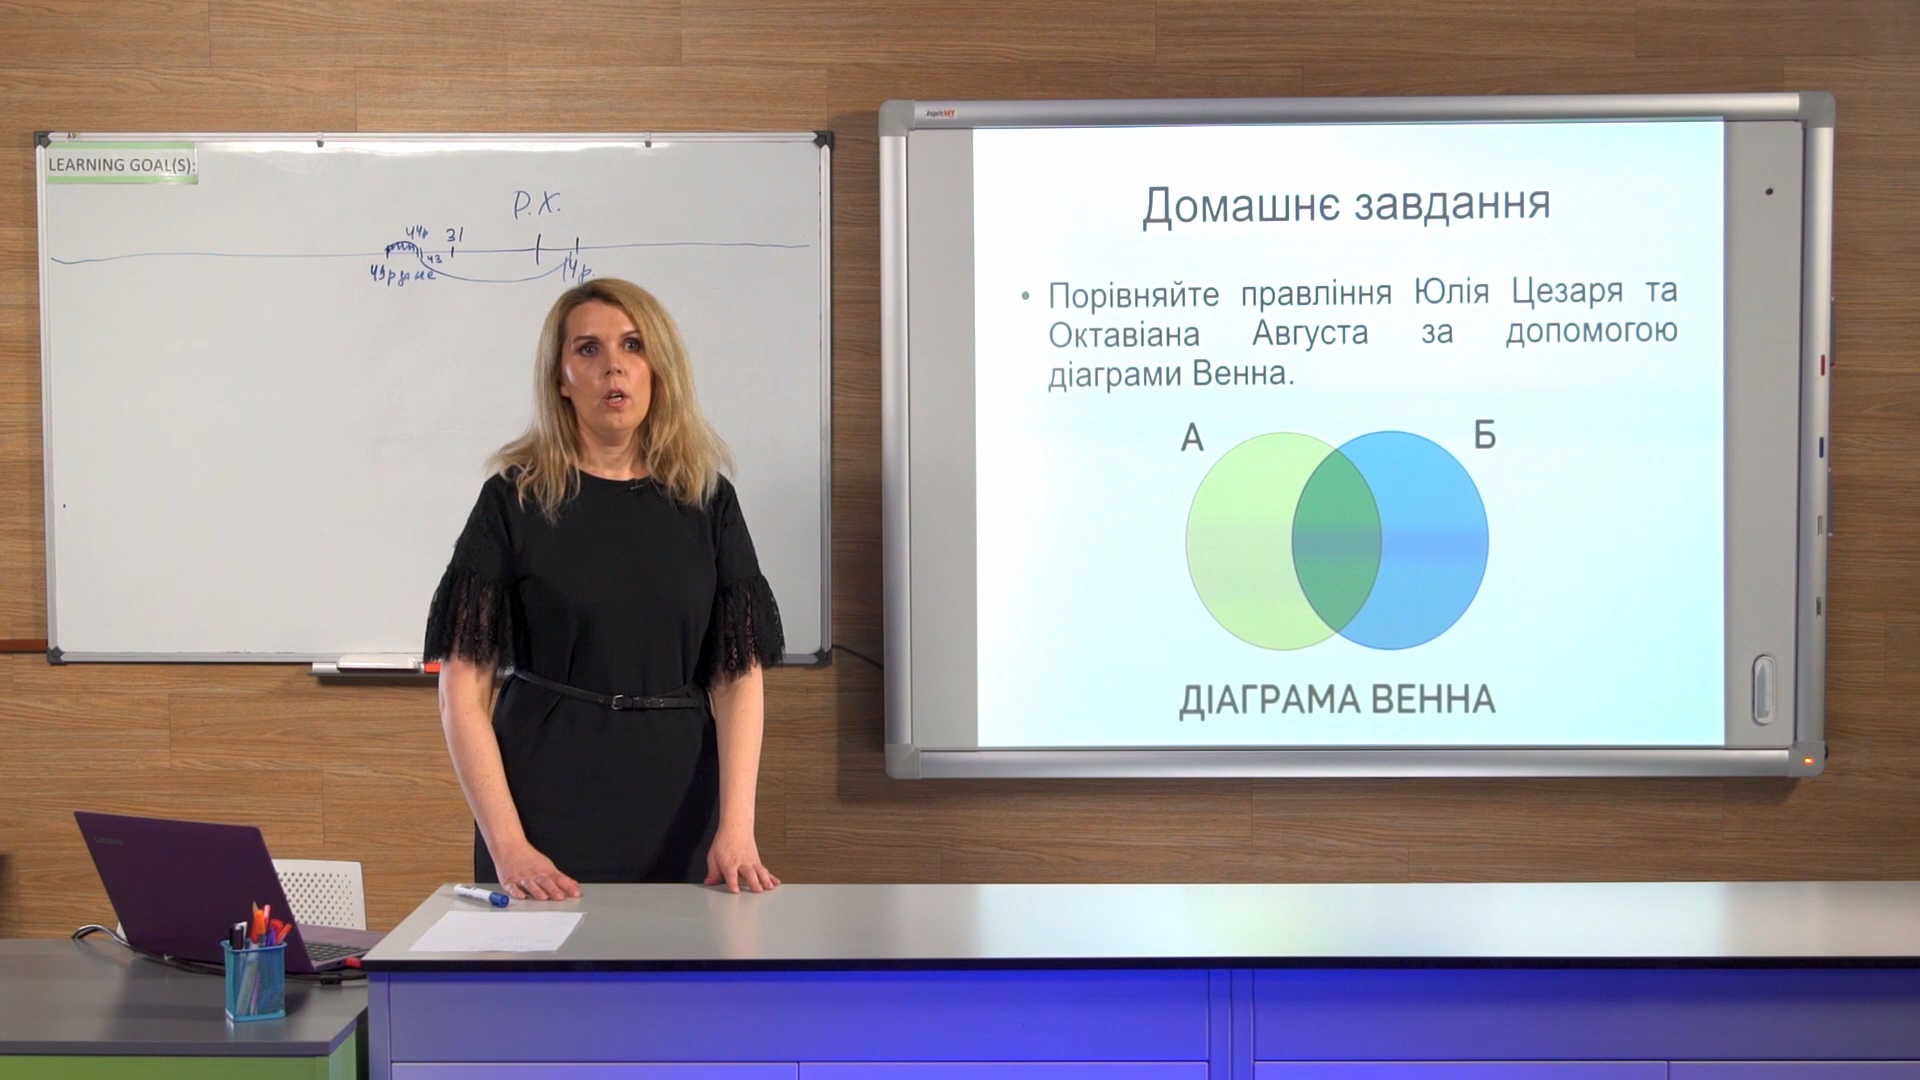 LEARNING GOAL(S):
Р.Х.
44р
31
43
14р.
Домашнє завдання
• Порівняйте правління Юлія Цезаря та
Октавіана Августа за допомогою
діаграми Венна.
А
Б
ДІАГРАМА ВЕННА